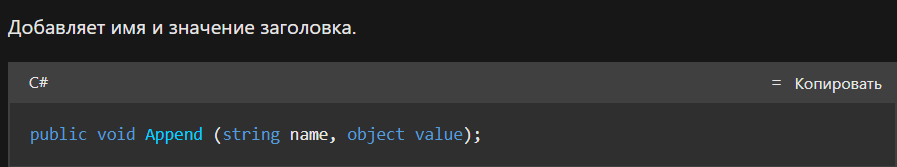 Добавляет имя и значение заголовка.
C# = Копировать
public void Append (string name, object value);